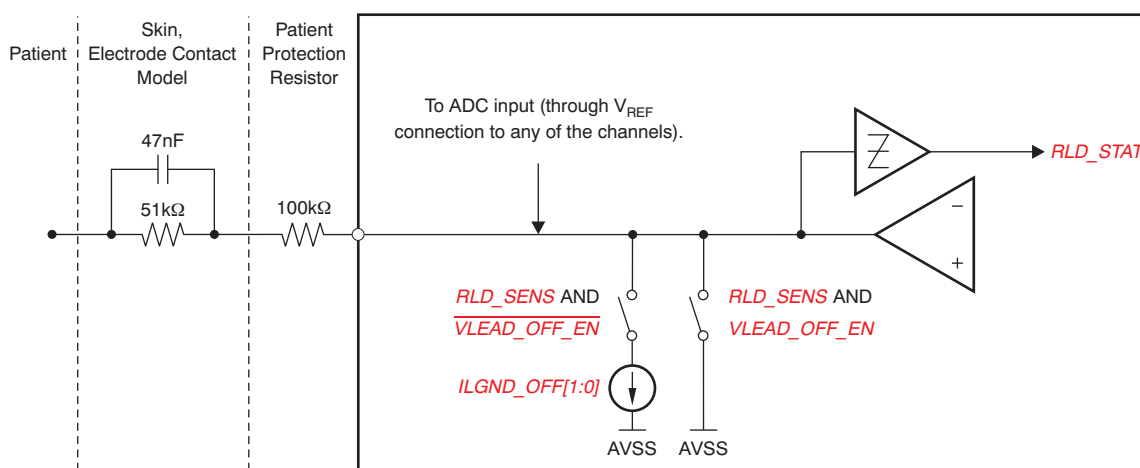 Patient
Skin,
Electrode Contact
Model
Patient
Protection
Resistor
To ADC input (through VREF
connection to any of the channels).
47nF
51kΩ
100kΩ
RLD_STAT
−
+
RLD_SENS AND
VLEAD_OFF_EN
RLD_SENS AND
VLEAD_OFF_EN
ILGND_OFF[1:0]
AVSS
AVSS